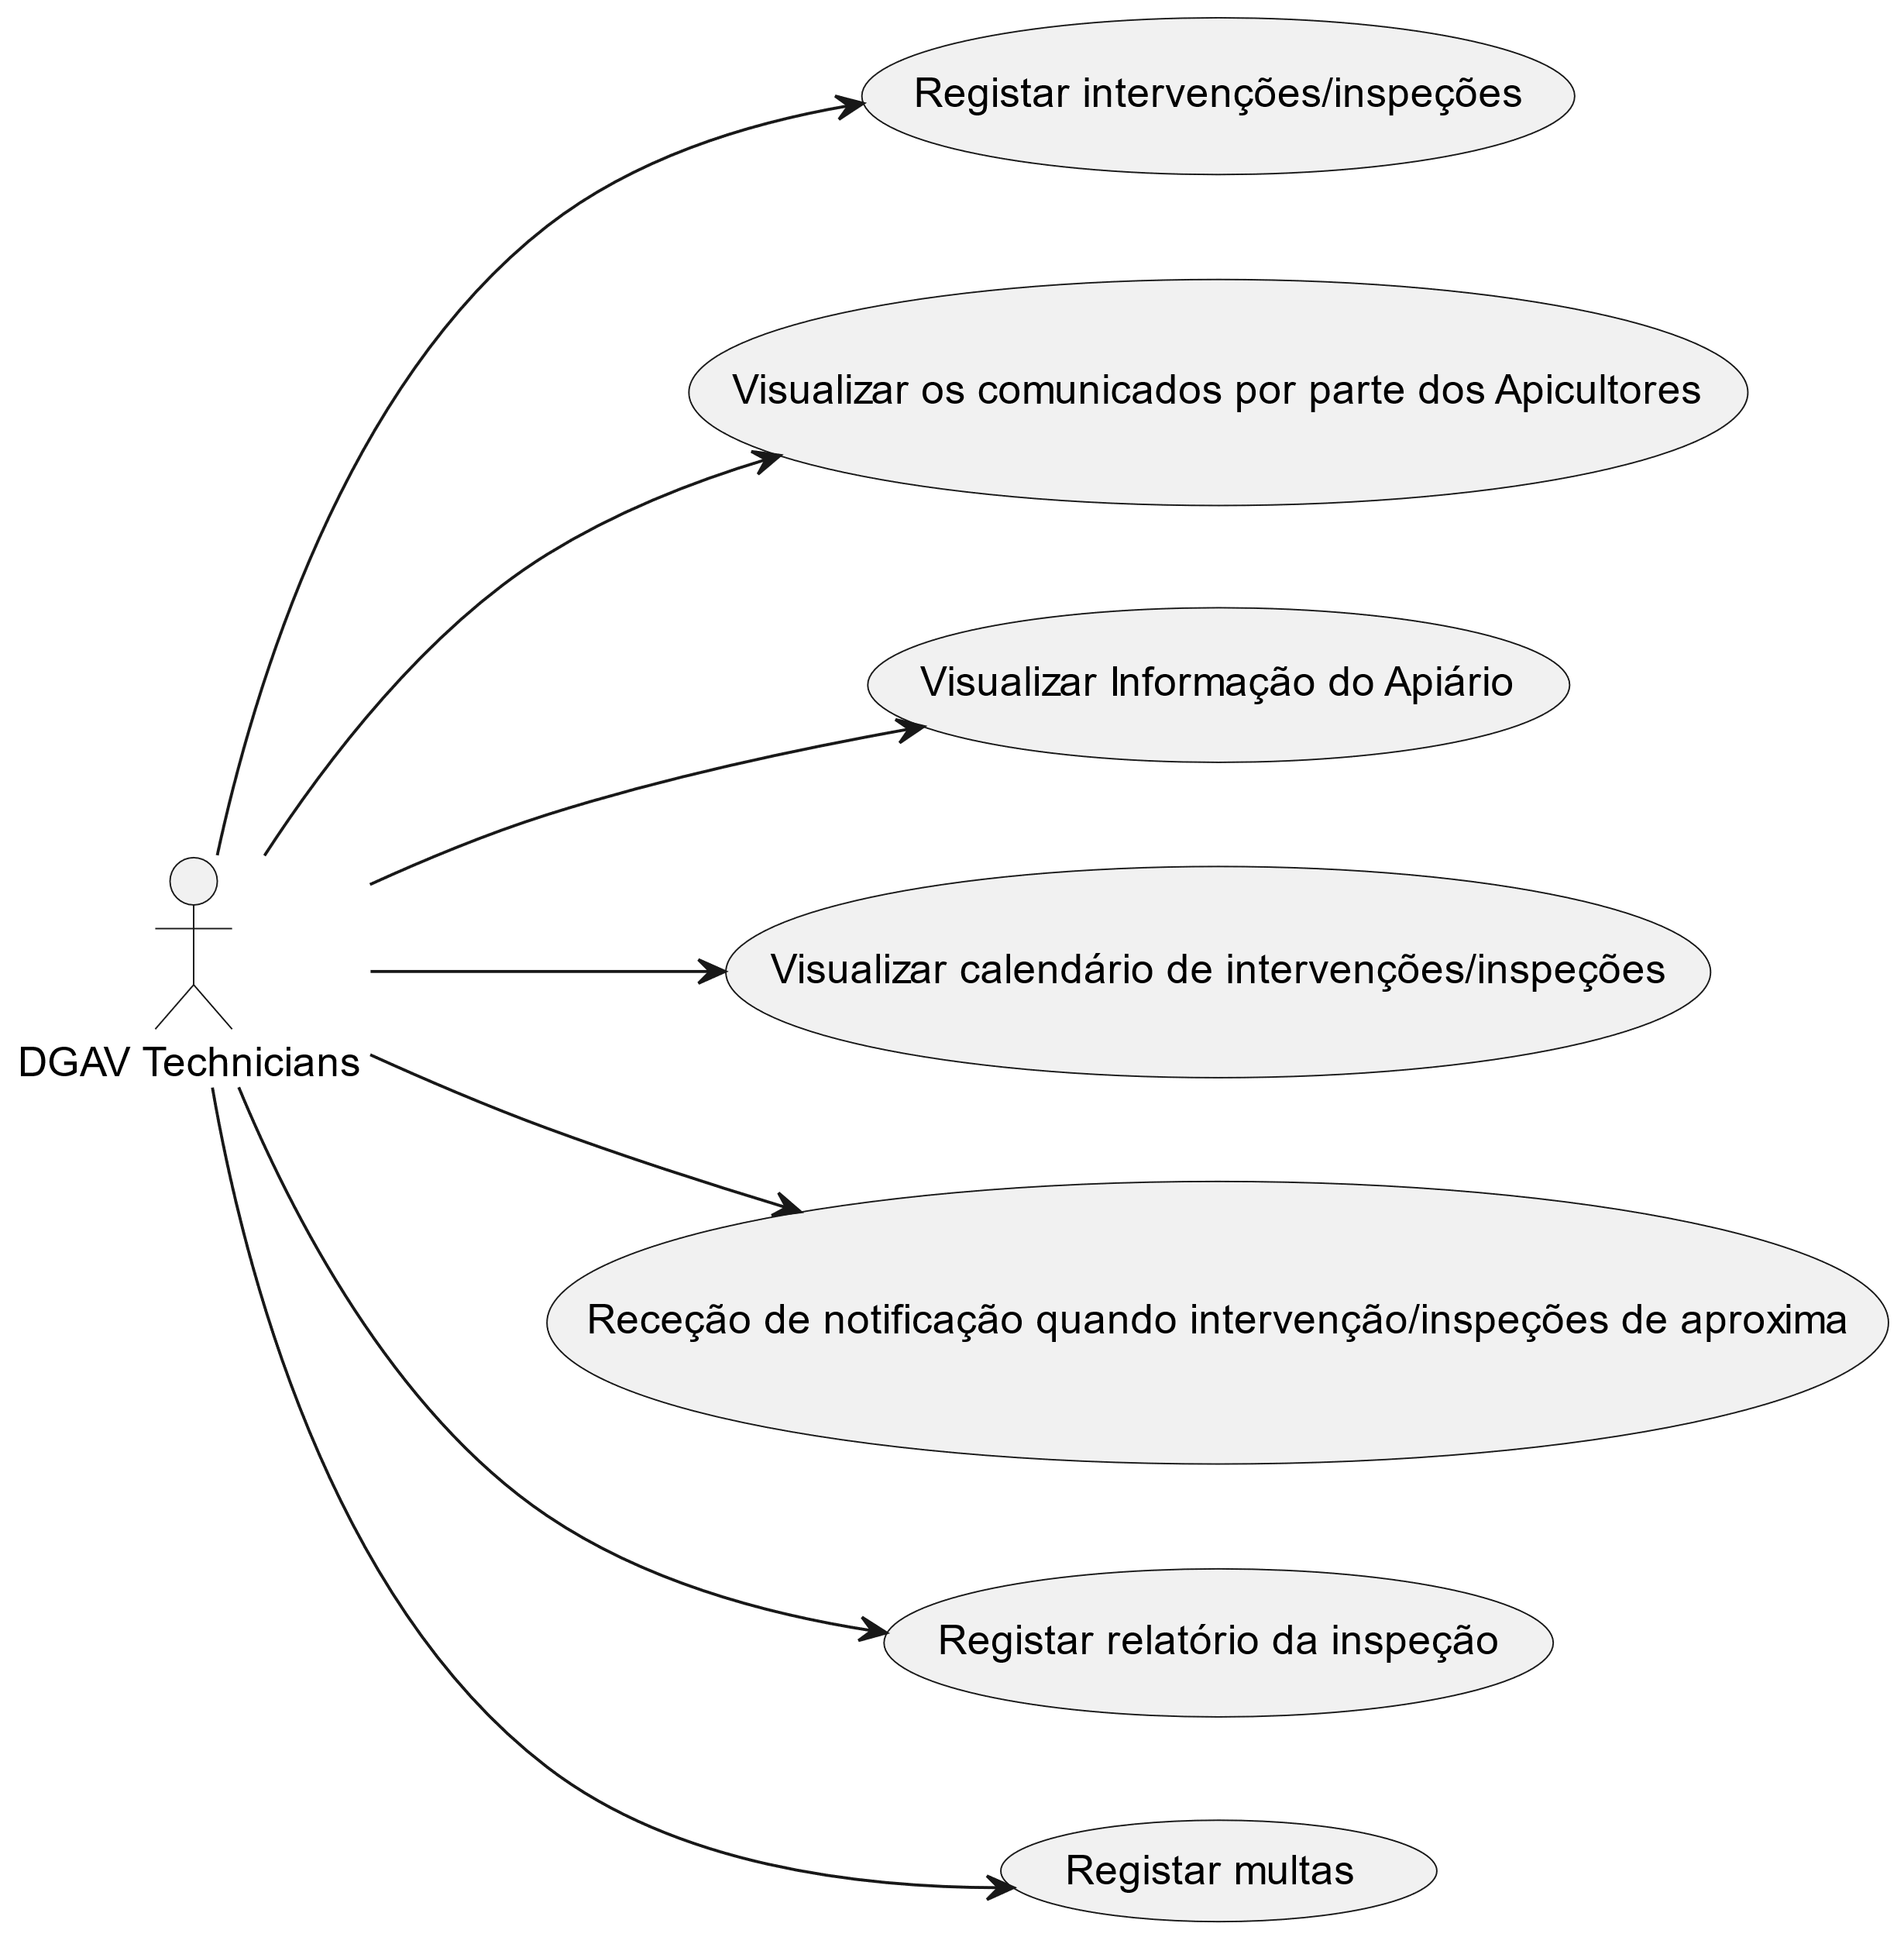 Registar intervenções/inspeções
Visualizar os comunicados por parte dos Apicultores
Visualizar Informação do Apiário
Visualizar calendário de intervenções/inspeções
DGAV Technicians
Receção de notificação quando intervenção/inspeções de aproxima
Registar relatório da inspeção
Registar multas